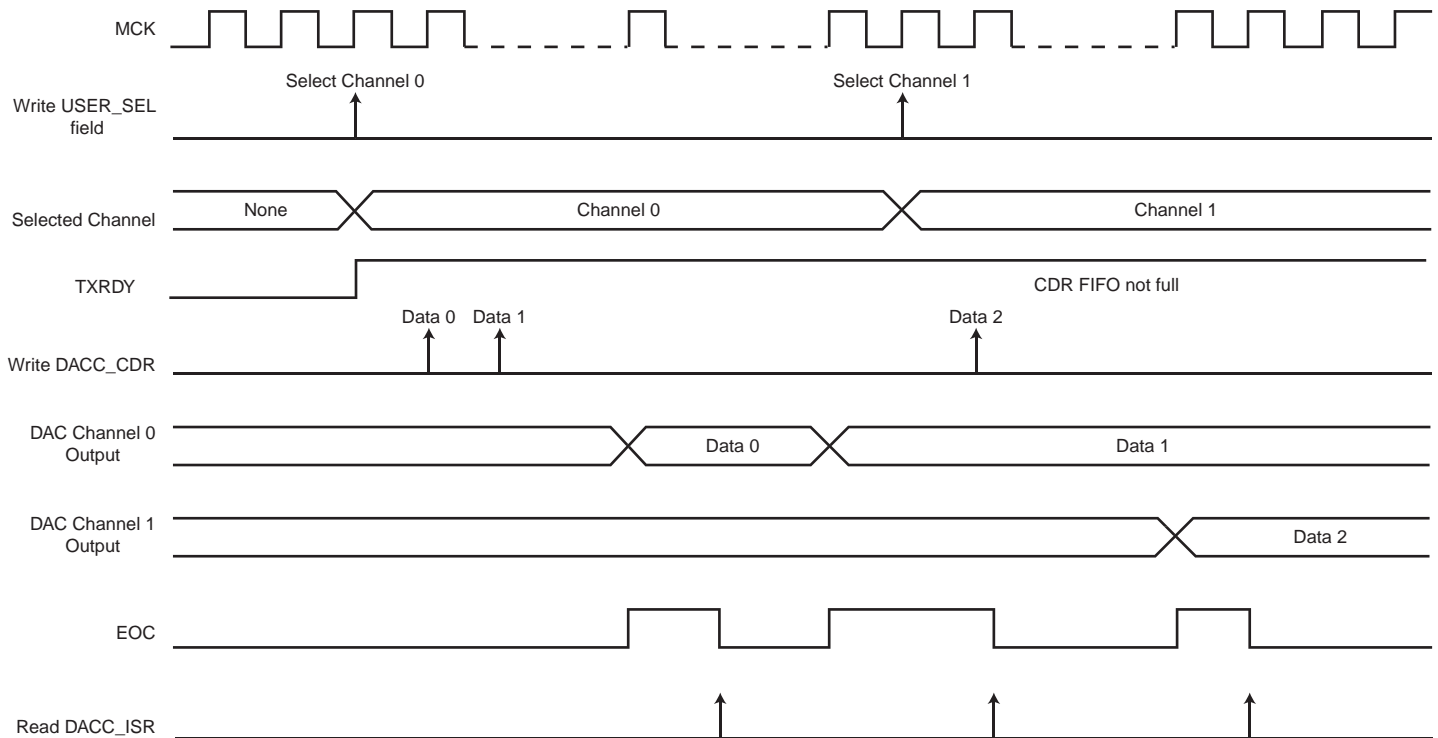 MCK
Select Channel 0
Select Channel 1
Write USER_SEL
field
Selected Channel
None
Channel 0
Channel 1
TXRDY
CDR FIFO not full
Data 0
Data 1
Data 2
Write DACC_CDR
DAC Channel 0
Output
Data 0
Data 1
DAC Channel 1
Output
Data 2
EOC
Read DACC_ISR